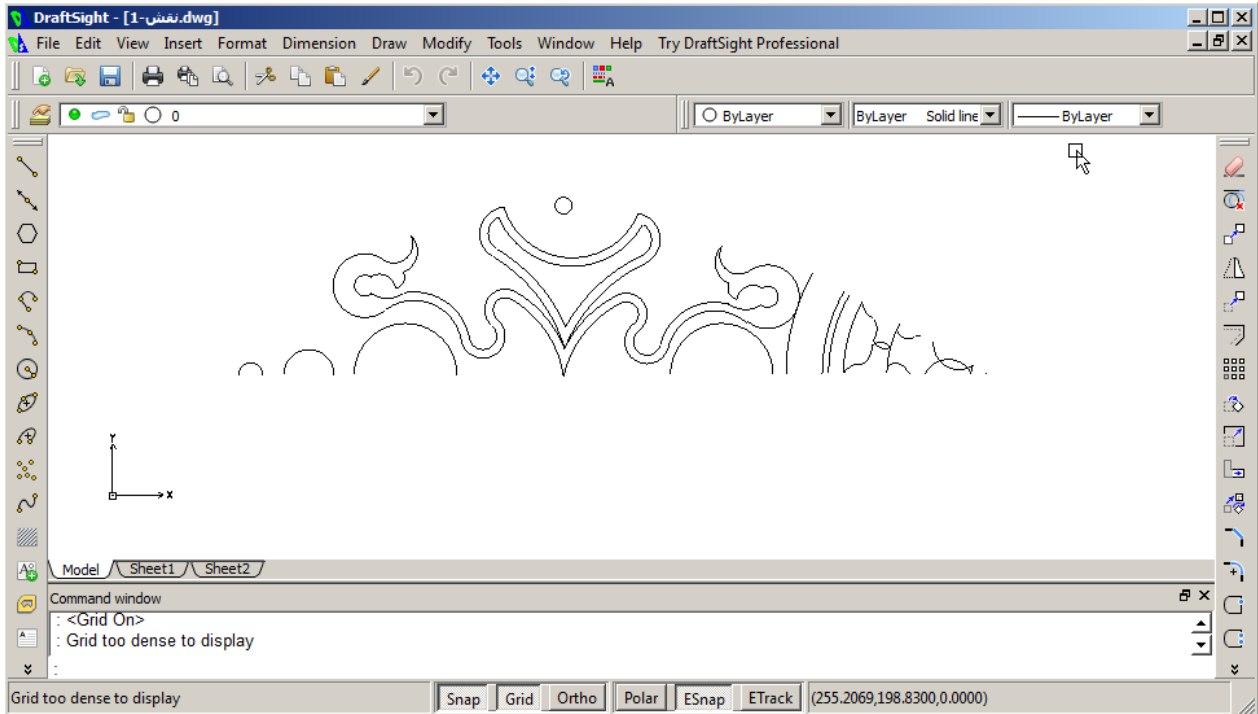 DraftSight - [نقش-1.dwg]
File Edit View Insert Format Dimension Draw Modify Tools Window Help Try DraftSight Professional
0 ByLayer ByLayer Solid line ByLayer
Y
X
Model Sheet1 Sheet2
Command window
: <Grid On>
: Grid too dense to display
:
Grid too dense to display Snap Grid Ortho Polar ESnap ETrack (255.2069,198.8300,0.0000)